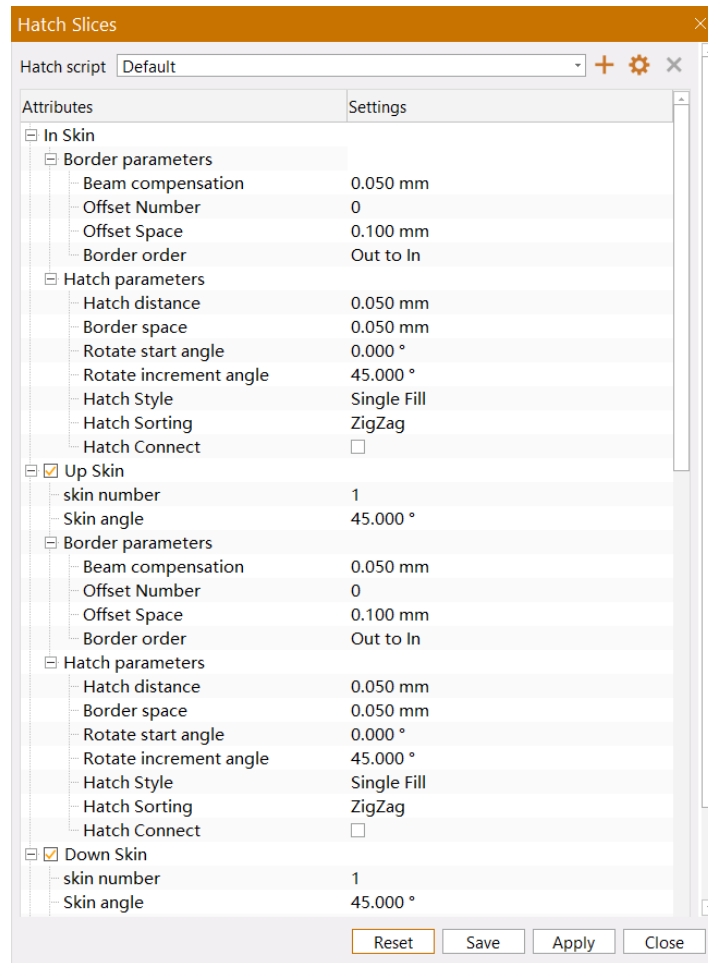 Hatch Slices
Hatch script Default
Attributes Settings
In Skin
Border parameters
Beam compensation 0.050 mm
Offset Number 0
Offset Space 0.100 mm
Border order Out to In
Hatch parameters
Hatch distance 0.050 mm
Border space 0.050 mm
Rotate start angle 0.000 °
Rotate increment angle 45.000 °
Hatch Style Single Fill
Hatch Sorting ZigZag
Hatch Connect
Up Skin
skin number 1
Skin angle 45.000 °
Border parameters
Beam compensation 0.050 mm
Offset Number 0
Offset Space 0.100 mm
Border order Out to In
Hatch parameters
Hatch distance 0.050 mm
Border space 0.050 mm
Rotate start angle 0.000 °
Rotate increment angle 45.000 °
Hatch Style Single Fill
Hatch Sorting ZigZag
Hatch Connect
Down Skin
skin number 1
Skin angle 45.000 °
Reset Save Apply Close